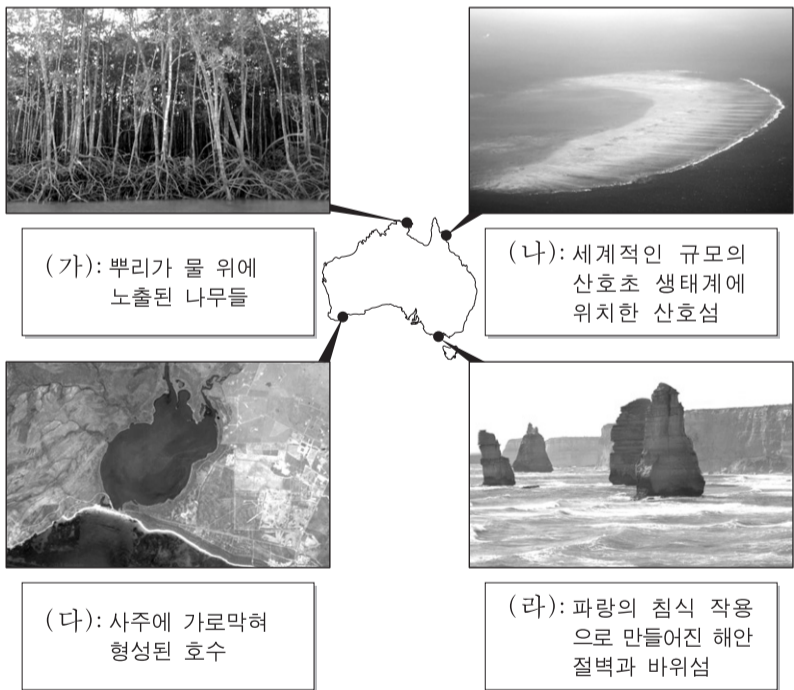 (가): 뿌리가 물 위에
노출된 나무들
(나): 세계적인 규모의
산호초 생태계에
위치한 산호섬
(다): 사주에 가로막혀
형성된 호수
(라): 파랑의 침식 작용
으로 만들어진 해안
절벽과 바위섬